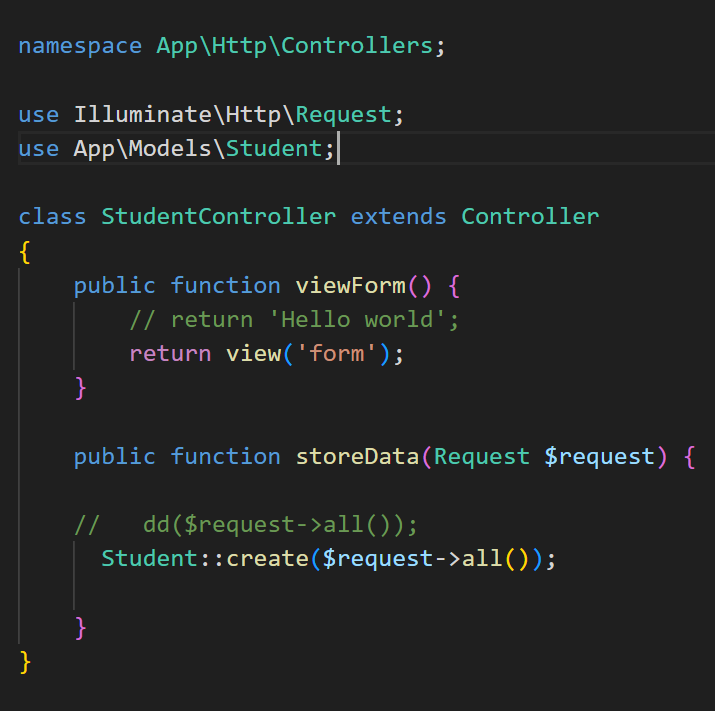 namespace App\Http\Controllers;
use Illuminate\Http\Request;
use App\Models\Student;
class StudentController extends Controller
{
    public function viewForm() {
        // return 'Hello world';
        return view('form');
    }
    public function storeData(Request $request) {
    //   dd($request->all());
      Student::create($request->all());
    }
}